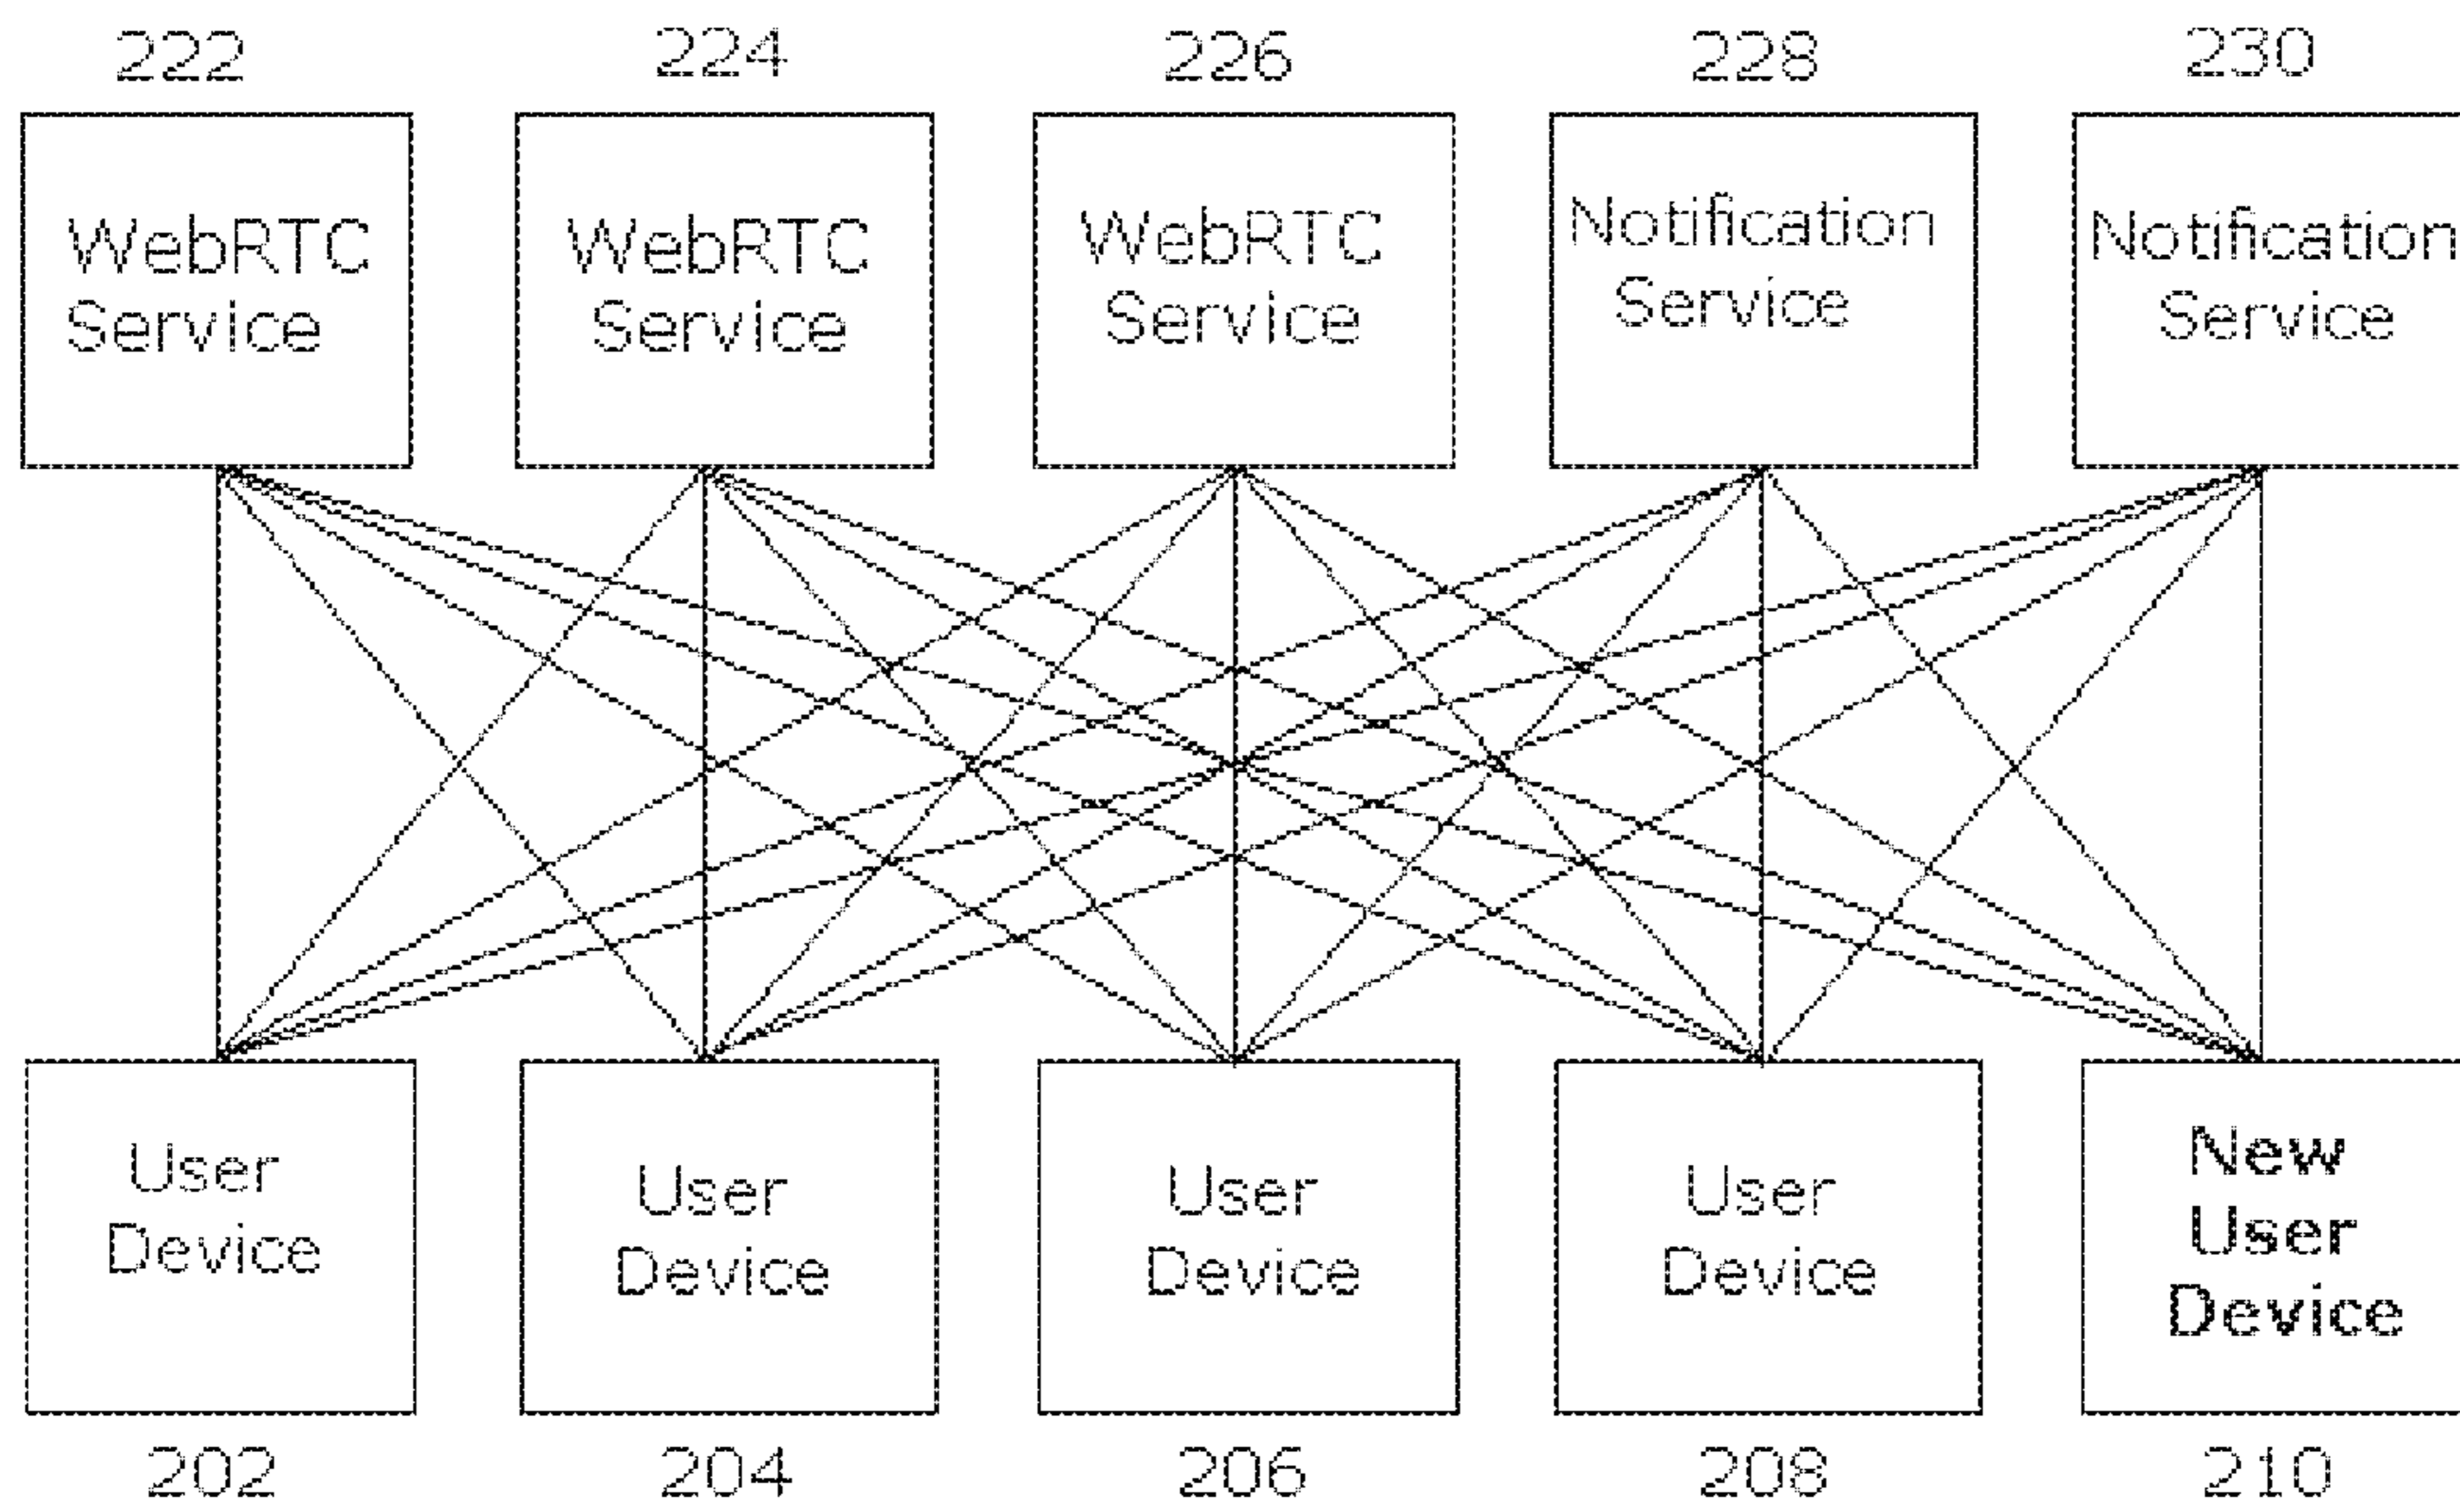 222 224 226 228 230
WebRTC
Service
WebRTC
Service
WebRTC
Service
Notification
Service
Notification
Service
User
Device
User
Device
User
Device
User
Device
New
User
Device
202 204 206 208 210